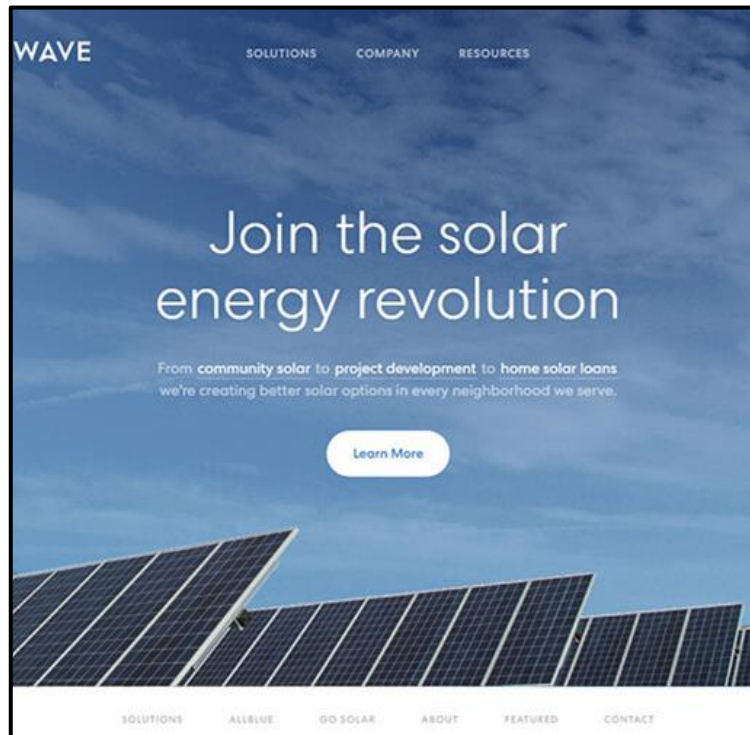 WAVE
SOLUTIONS COMPANY RESOURCES
Join the solar
energy revolution
From community solar to project development to home solar loans
we're creating better solar options in every neighborhood we serve.
Learn More
SOLUTIONS ALLBLUE GO SOLAR ABOUT FEATURED CONTACT